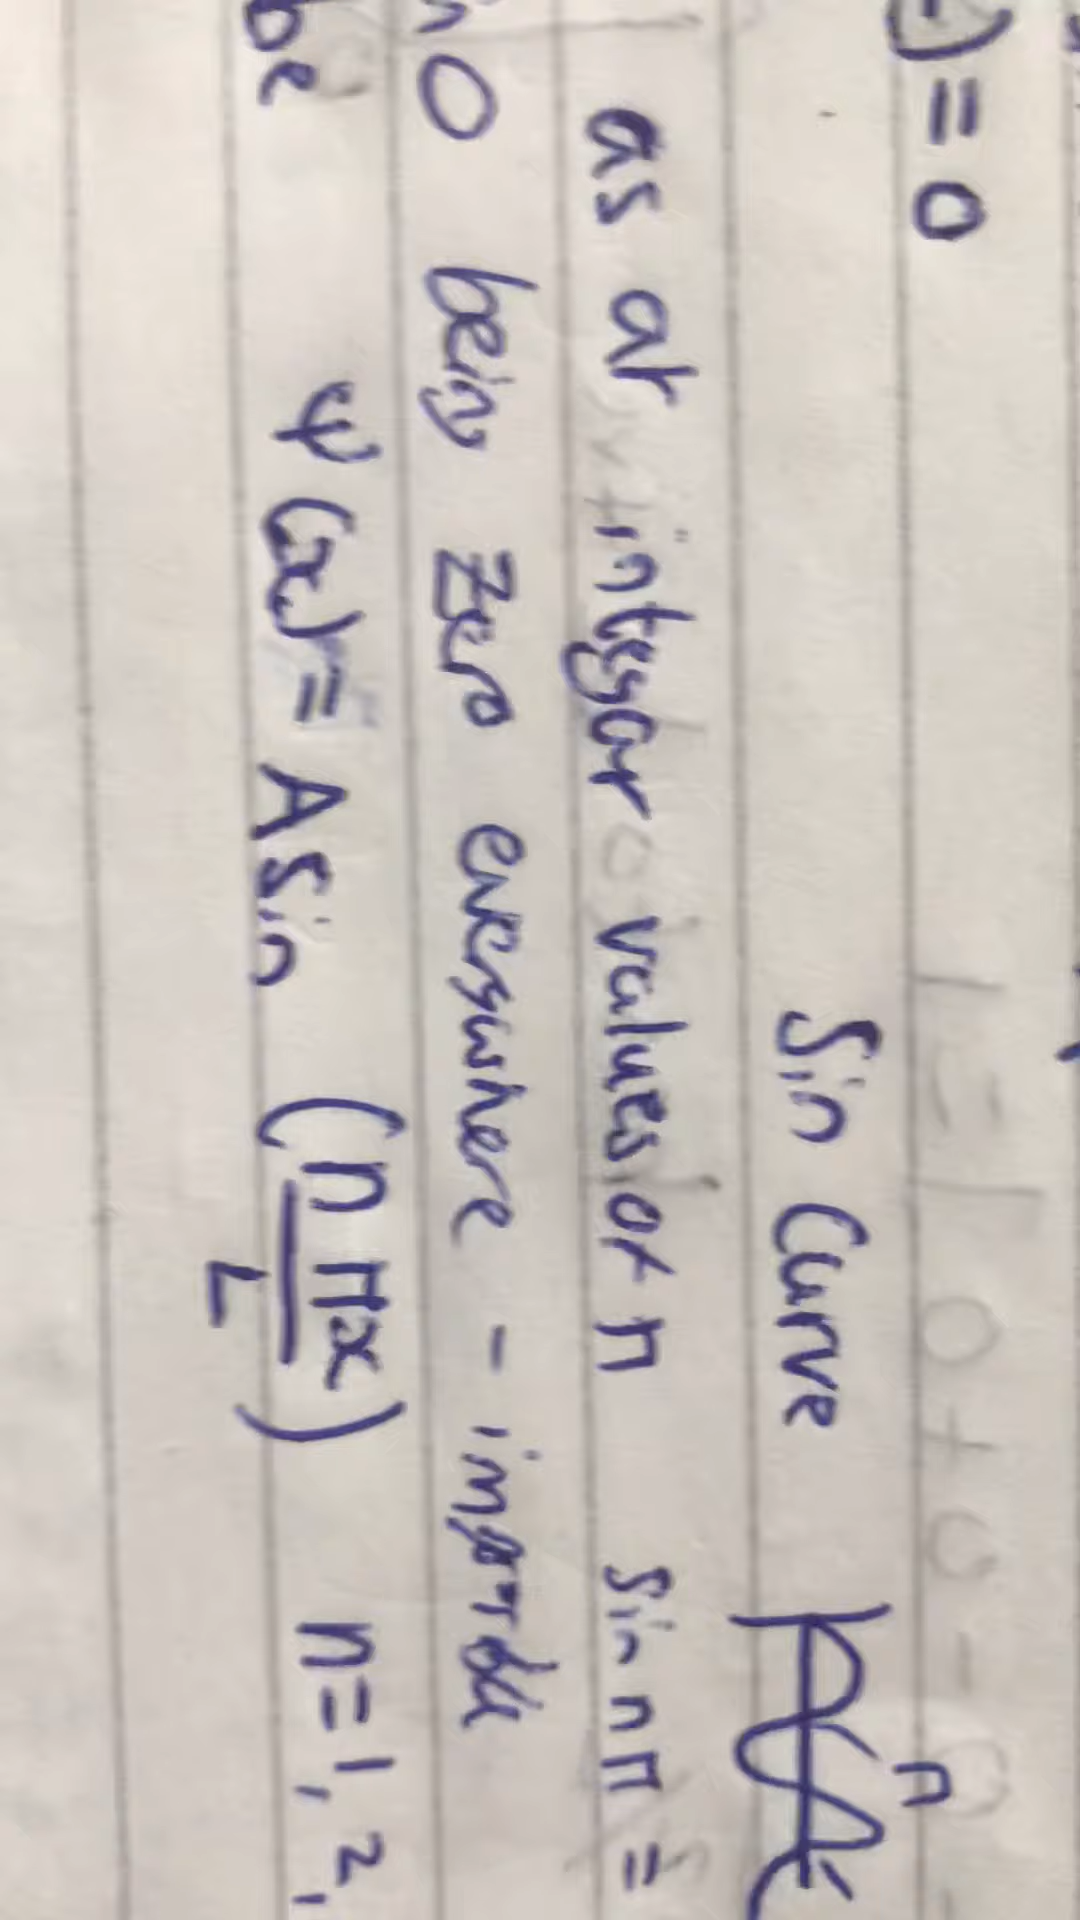 ) = 0
n
Sin Curve
as at integar values of n sin nπ =
n 0 being zero everywhere - impossible
be ψ(x) = A sin (nπx/L) n=1, 2,